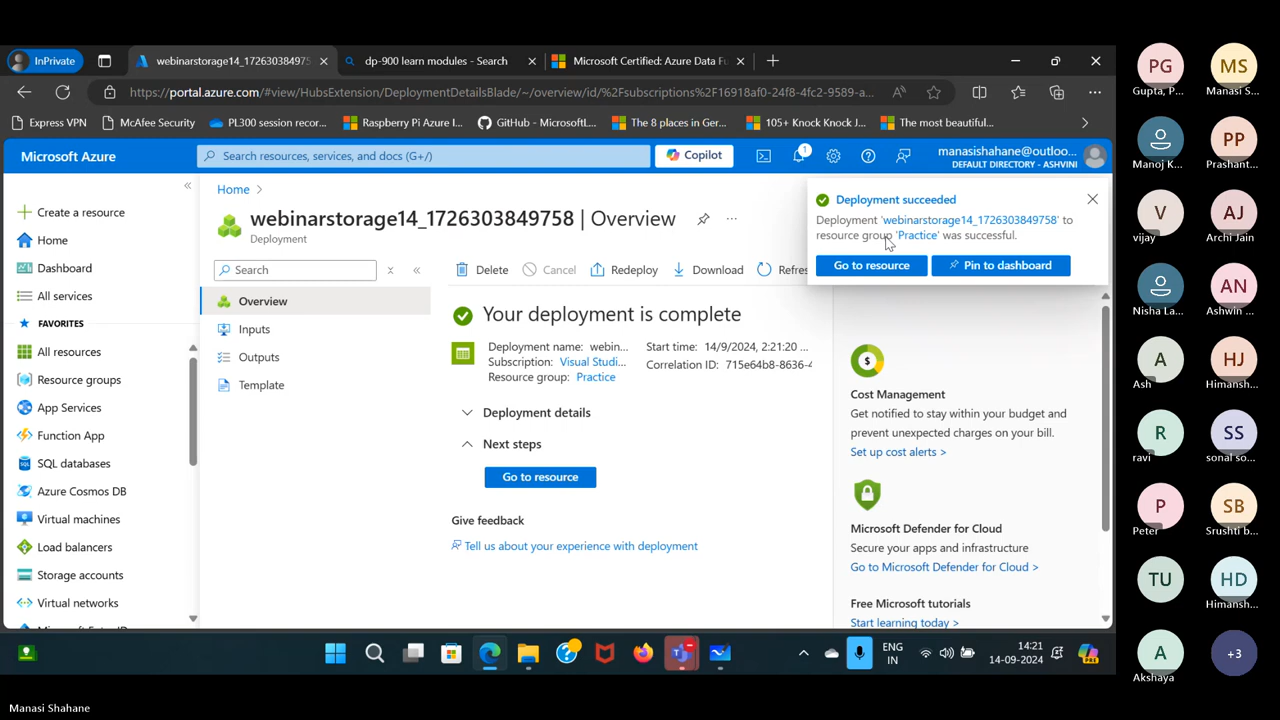 InPrivate
webinarstorage14_172630384975
dp-900 learn modules - Search
Microsoft Certified: Azure Data Fu
https://portal.azure.com/#view/HubsExtension/DeploymentDetailsBlade/~/overview/id/%2Fsubscriptions%2F16918af0-24f8-4fc2-9589-a...
Express VPN
McAfee Security
PL300 session recor...
Raspberry Pi Azure I...
GitHub - MicrosoftL...
The 8 places in Ger...
105+ Knock Knock J...
The most beautiful...
Microsoft Azure
Search resources, services, and docs (G+/)
Copilot
1
manasishahane@outloo...
DEFAULT DIRECTORY - ASHVINI
Create a resource
Home
Dashboard
All services
FAVORITES
All resources
Resource groups
App Services
Function App
SQL databases
Azure Cosmos DB
Virtual machines
Load balancers
Storage accounts
Virtual networks
Home
webinarstorage14_1726303849758 | Overview
Deployment
Search
Overview
Inputs
Outputs
Template
Delete
Cancel
Redeploy
Download
Refres
Your deployment is complete
Deployment name: webin...
Subscription: Visual Studi...
Resource group: Practice
Start time: 14/9/2024, 2:21:20 ...
Correlation ID: 715e64b8-8636-4
Deployment details
Next steps
Go to resource
Give feedback
Tell us about your experience with deployment
Deployment succeeded
Deployment 'webinarstorage14_1726303849758' to
resource group 'Practice' was successful.
Go to resource
Pin to dashboard
Cost Management
Get notified to stay within your budget and
prevent unexpected charges on your bill.
Set up cost alerts >
Microsoft Defender for Cloud
Secure your apps and infrastructure
Go to Microsoft Defender for Cloud >
Free Microsoft tutorials
Start learning today >
ENG
IN
14:21
14-09-2024
PRE
PG
Gupta, P...
MS
Manasi S...
Manoj K...
PP
Prashant...
V
vijay
AJ
Archi Jain
Nisha La...
AN
Ashwin ...
A
Ash
HJ
Himansh...
R
ravi
SS
sonal so...
P
Peter
SB
Srushti b...
TU
HD
Himansh...
A
Akshaya
+3
Manasi Shahane